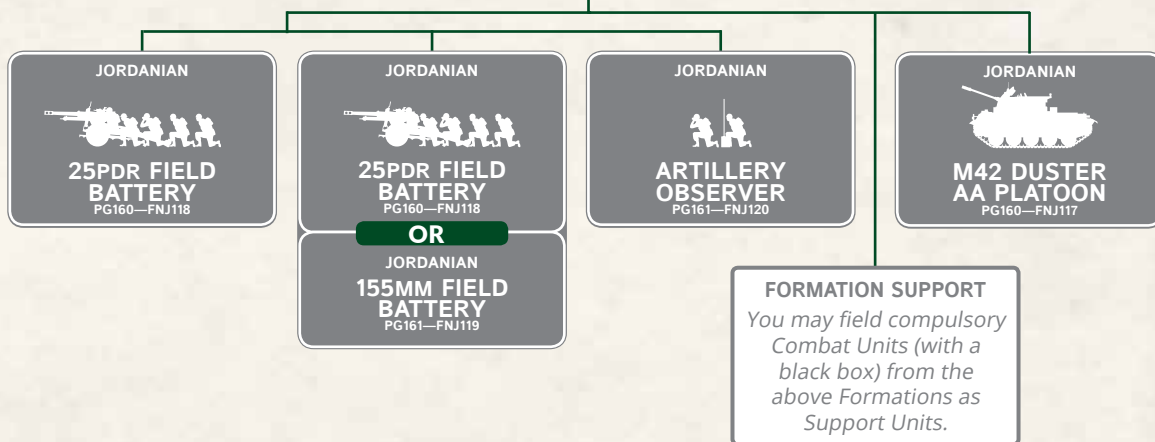 JORDANIAN
25PDR FIELD
BATTERY
PG160—FNJ118
JORDANIAN
25PDR FIELD
BATTERY
PG160—FNJ118
OR
JORDANIAN
155MM FIELD
BATTERY
PG161—FNJ119
JORDANIAN
ARTILLERY
OBSERVER
PG161—FNJ120
JORDANIAN
M42 DUSTER
AA PLATOON
PG160—FNJ117
FORMATION SUPPORT
You may field compulsory
Combat Units (with a
black box) from the
above Formations as
Support Units.